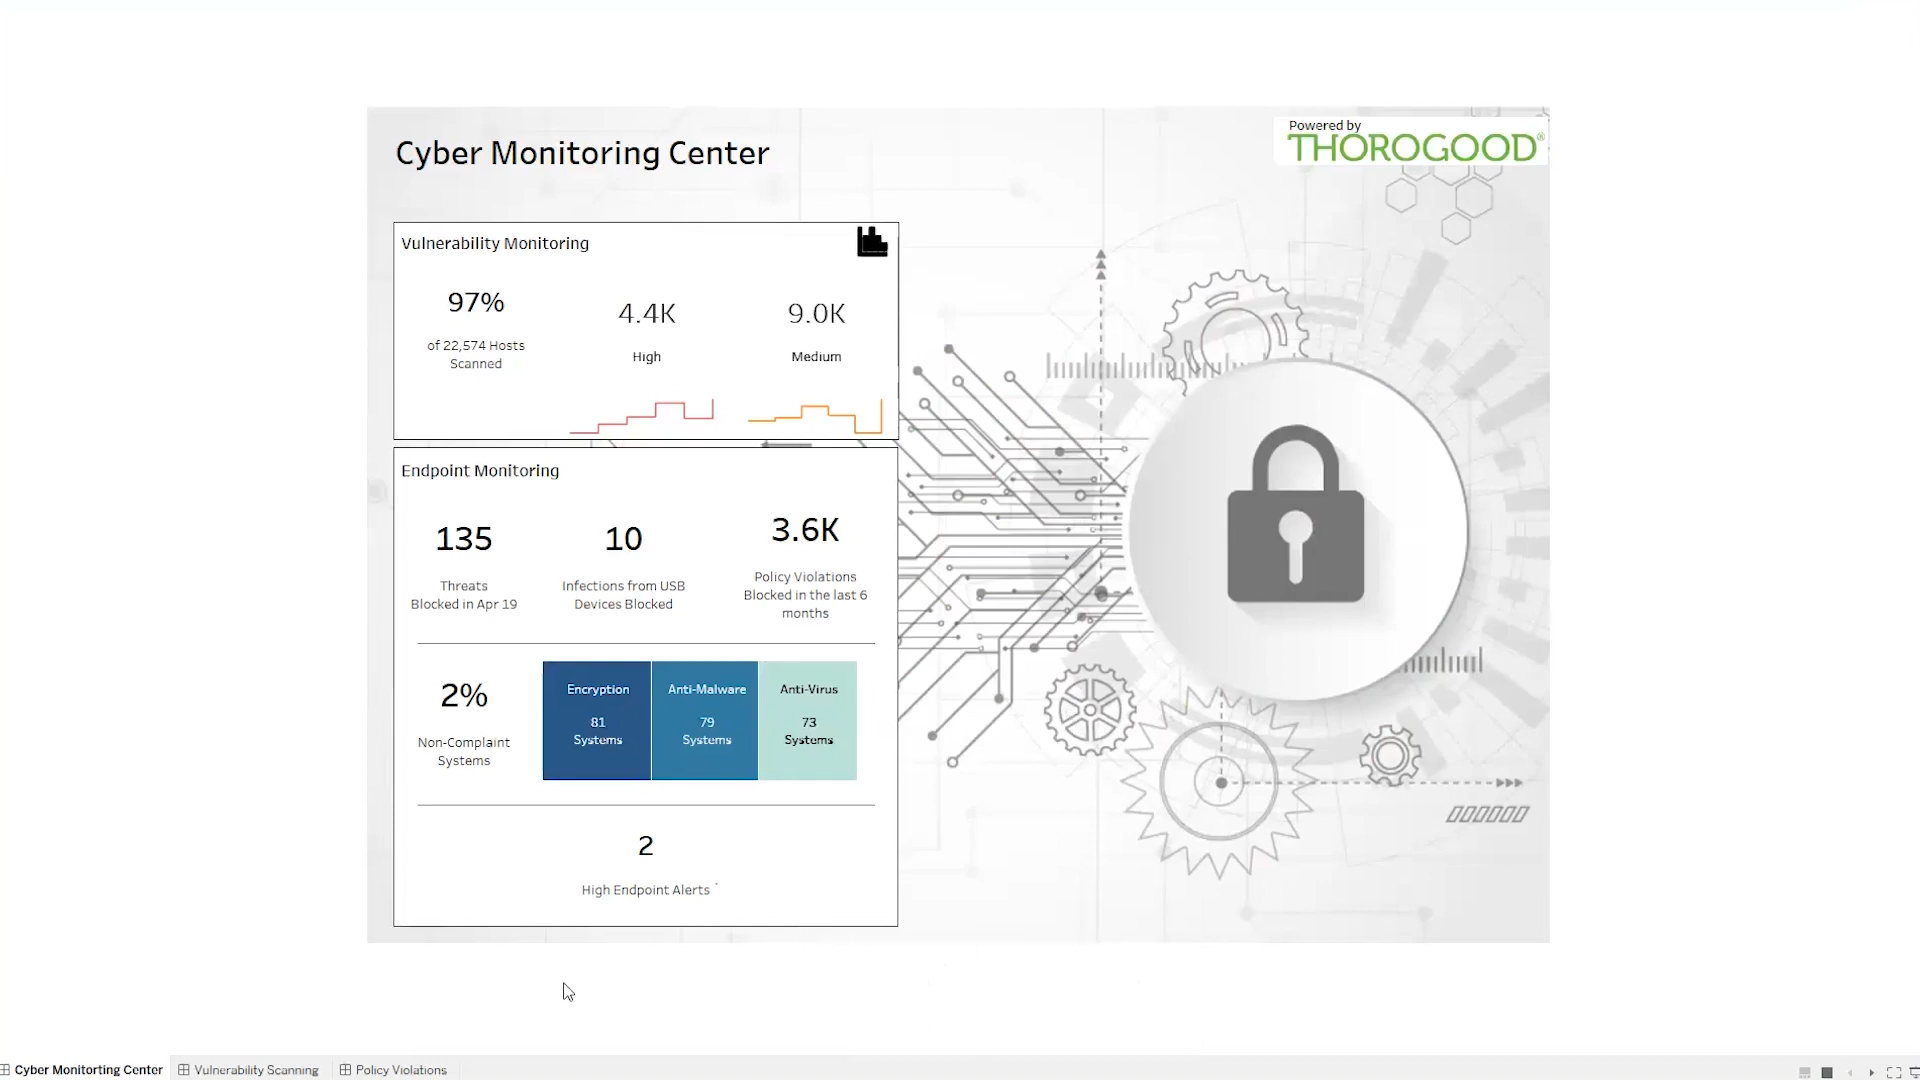 Cyber Monitoring Center
Powered by
THOROGOOD®
Vulnerability Monitoring
97%
of 22,574 Hosts
Scanned
4.4K
High
9.0K
Medium
Endpoint Monitoring
135
Threats
Blocked in Apr 19
10
Infections from USB
Devices Blocked
3.6K
Policy Violations
Blocked in the last 6
months
2%
Non-Complaint
Systems
Encryption
81
Systems
Anti-Malware
79
Systems
Anti-Virus
73
Systems
2
High Endpoint Alerts
Cyber Monitorting Center
Vulnerability Scanning
Policy Violations